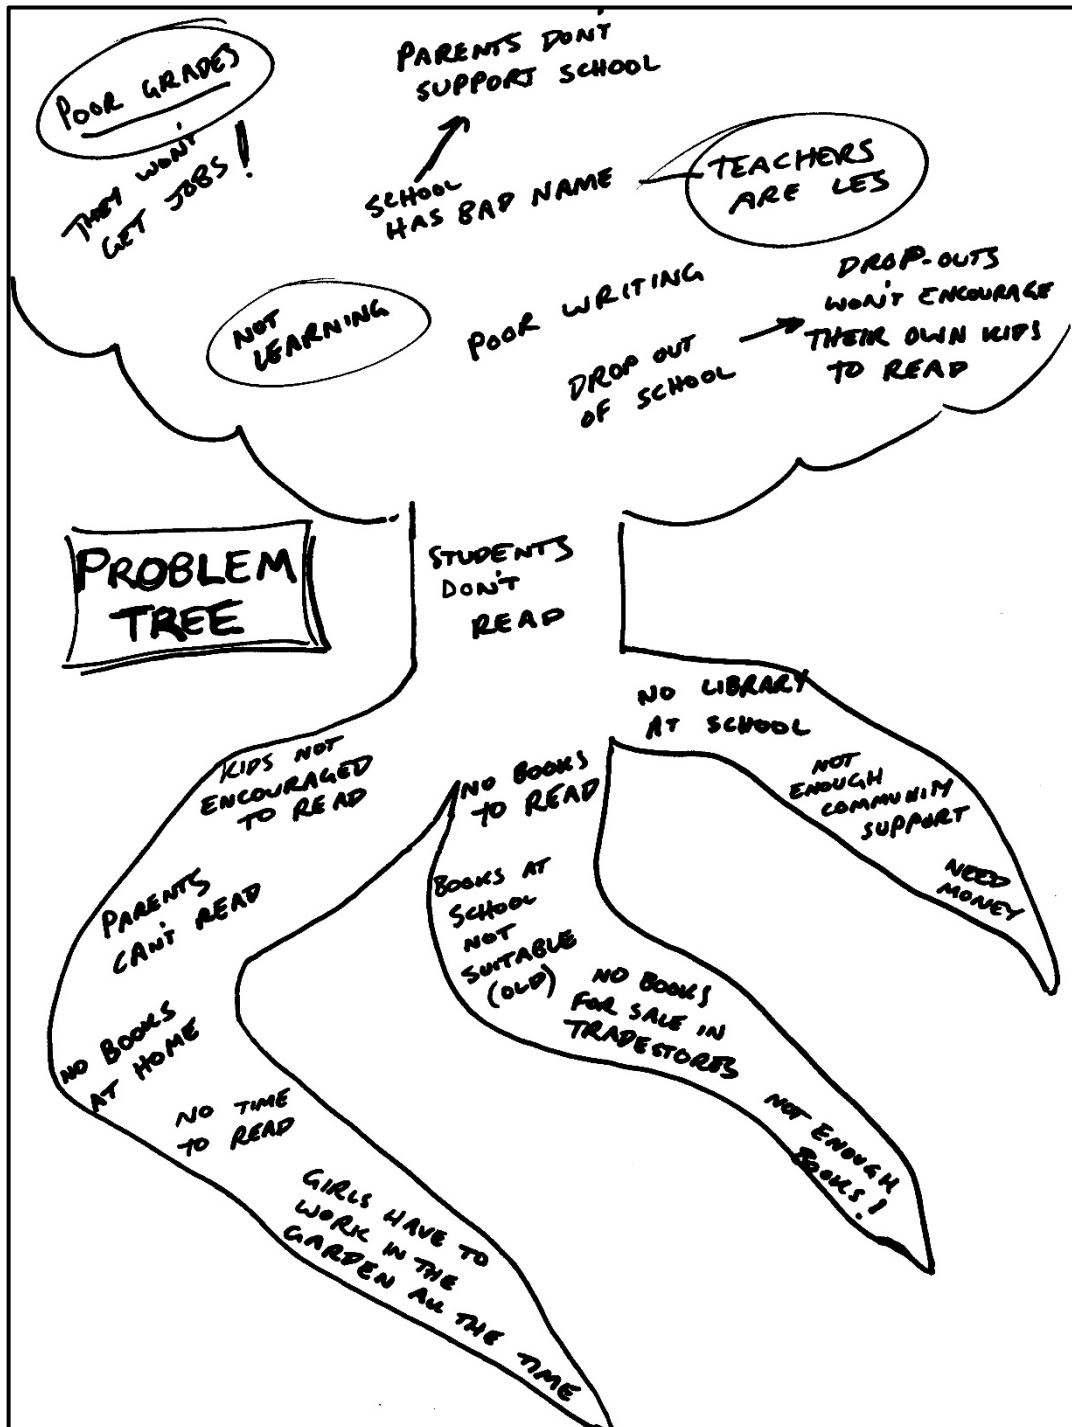 POOR GRADES
THEY WON'T
GET JOBS!
PARENTS DON'T
SUPPORT SCHOOL
SCHOOL
HAS BAD NAME
TEACHERS
ARE LES
NOT
LEARNING
POOR WRITING
DROP OUT
OF SCHOOL
DROP-OUTS
WON'T ENCOURAGE
THEIR OWN KIDS
TO READ
PROBLEM
TREE
STUDENTS
DON'T
READ
KIDS NOT
ENCOURAGED
TO READ
PARENTS
CAN'T READ
NO BOOKS
AT HOME
NO TIME
TO READ
GIRLS HAVE TO
WORK IN THE
GARDEN ALL THE TIME
NO BOOKS
TO READ
BOOKS AT
SCHOOL
NOT
SUITABLE
(OLD)
NO BOOKS
FOR SALE IN
TRADESTORES
NOT ENOUGH
BOOKS!
NO LIBRARY
AT SCHOOL
NOT
ENOUGH
COMMUNITY
SUPPORT
NEED
MONEY